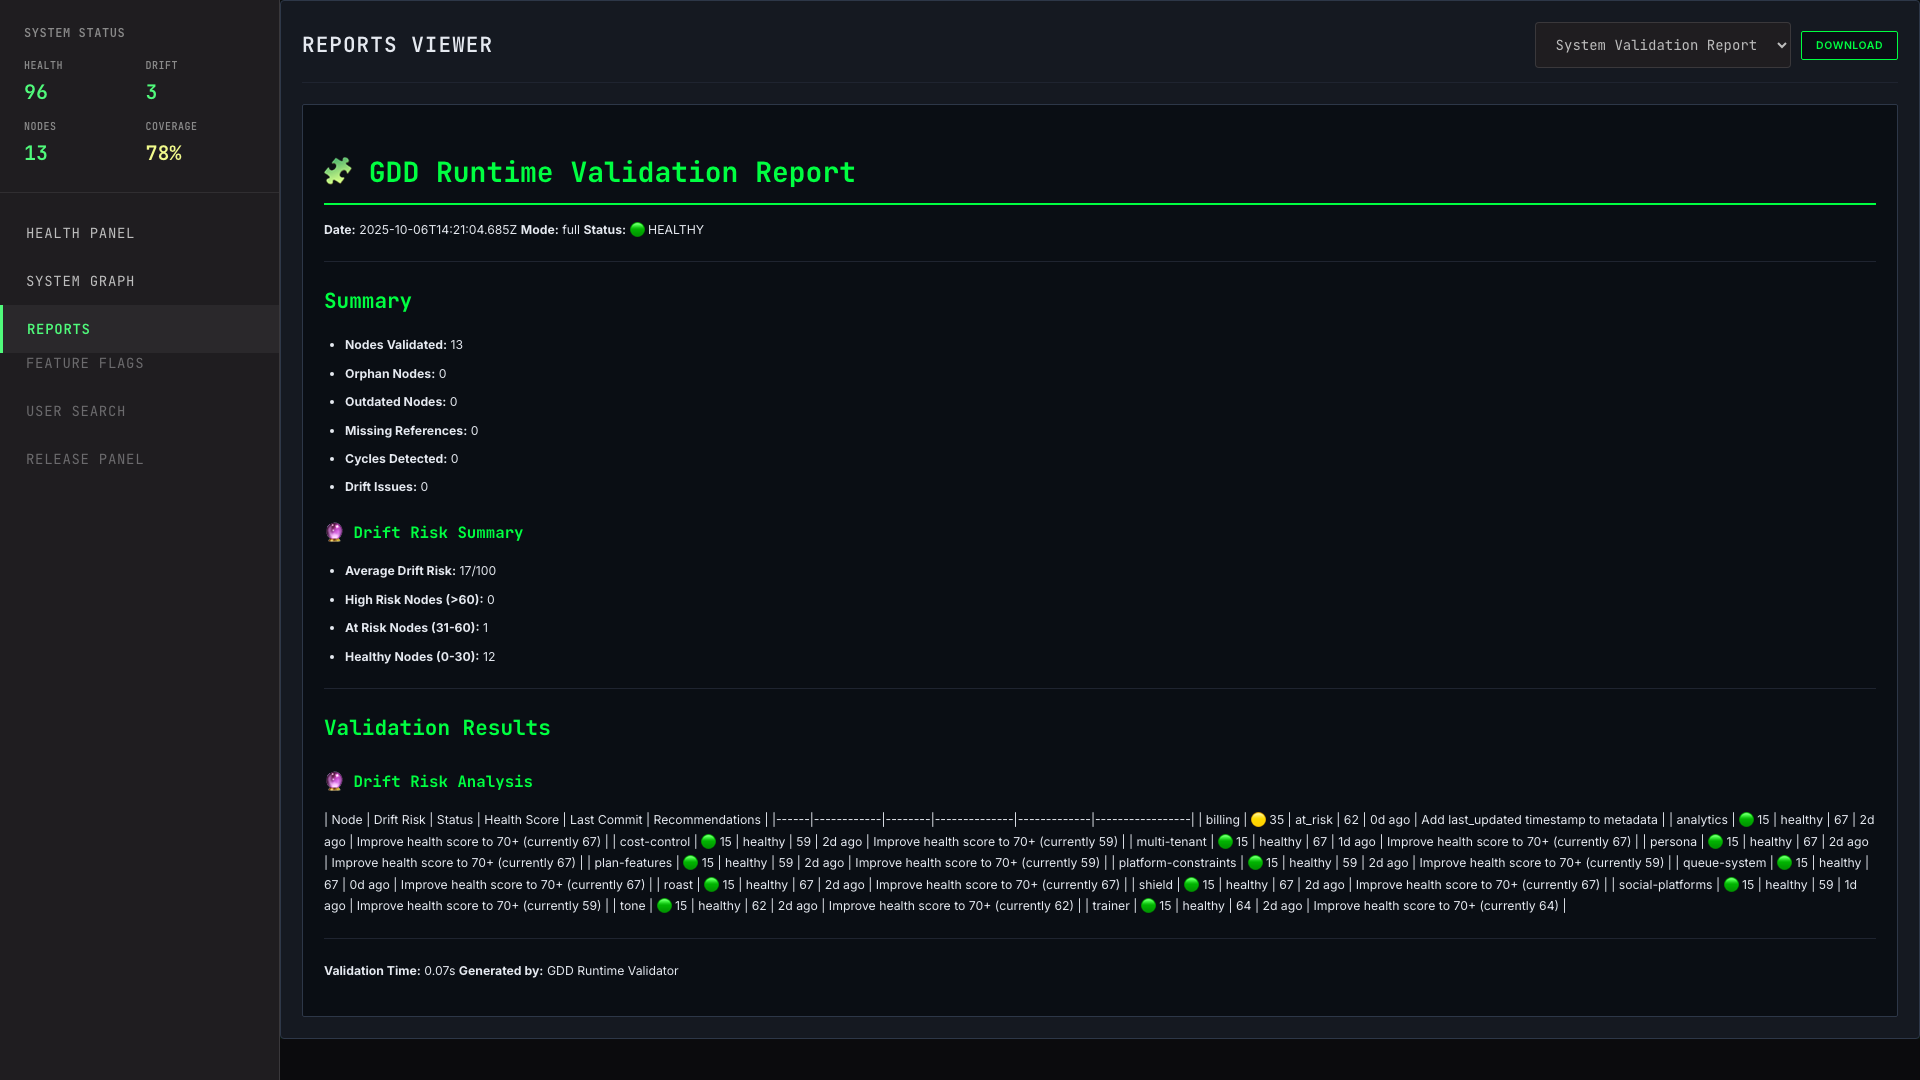 SYSTEM STATUS
HEALTH
96
DRIFT
3
NODES
13
COVERAGE
78%
HEALTH PANEL
SYSTEM GRAPH
REPORTS
FEATURE FLAGS
USER SEARCH
RELEASE PANEL
REPORTS VIEWER
System Validation Report
DOWNLOAD
🧩 GDD Runtime Validation Report
Date: 2025-10-06T14:21:04.685Z Mode: full Status: 🟢 HEALTHY
Summary
• Nodes Validated: 13
• Orphan Nodes: 0
• Outdated Nodes: 0
• Missing References: 0
• Cycles Detected: 0
• Drift Issues: 0
🔮 Drift Risk Summary
• Average Drift Risk: 17/100
• High Risk Nodes (>60): 0
• At Risk Nodes (31-60): 1
• Healthy Nodes (0-30): 12
Validation Results
🔮 Drift Risk Analysis
| Node | Drift Risk | Status | Health Score | Last Commit | Recommendations | |------|------------|--------|--------------|-------------|-----------------| | billing | 🟡 35 | at_risk | 62 | 0d ago | Add last_updated timestamp to metadata | | analytics | 🟢 15 | healthy | 67 | 2d
ago | Improve health score to 70+ (currently 67) | | cost-control | 🟢 15 | healthy | 59 | 2d ago | Improve health score to 70+ (currently 59) | | multi-tenant | 🟢 15 | healthy | 67 | 1d ago | Improve health score to 70+ (currently 67) | | persona | 🟢 15 | healthy | 67 | 2d ago
| Improve health score to 70+ (currently 67) | | plan-features | 🟢 15 | healthy | 59 | 2d ago | Improve health score to 70+ (currently 59) | | platform-constraints | 🟢 15 | healthy | 59 | 2d ago | Improve health score to 70+ (currently 59) | | queue-system | 🟢 15 | healthy |
67 | 0d ago | Improve health score to 70+ (currently 67) | | roast | 🟢 15 | healthy | 67 | 2d ago | Improve health score to 70+ (currently 67) | | shield | 🟢 15 | healthy | 67 | 2d ago | Improve health score to 70+ (currently 67) | | social-platforms | 🟢 15 | healthy | 59 | 1d
ago | Improve health score to 70+ (currently 59) | | tone | 🟢 15 | healthy | 62 | 2d ago | Improve health score to 70+ (currently 62) | | trainer | 🟢 15 | healthy | 64 | 2d ago | Improve health score to 70+ (currently 64) |
Validation Time: 0.07s Generated by: GDD Runtime Validator